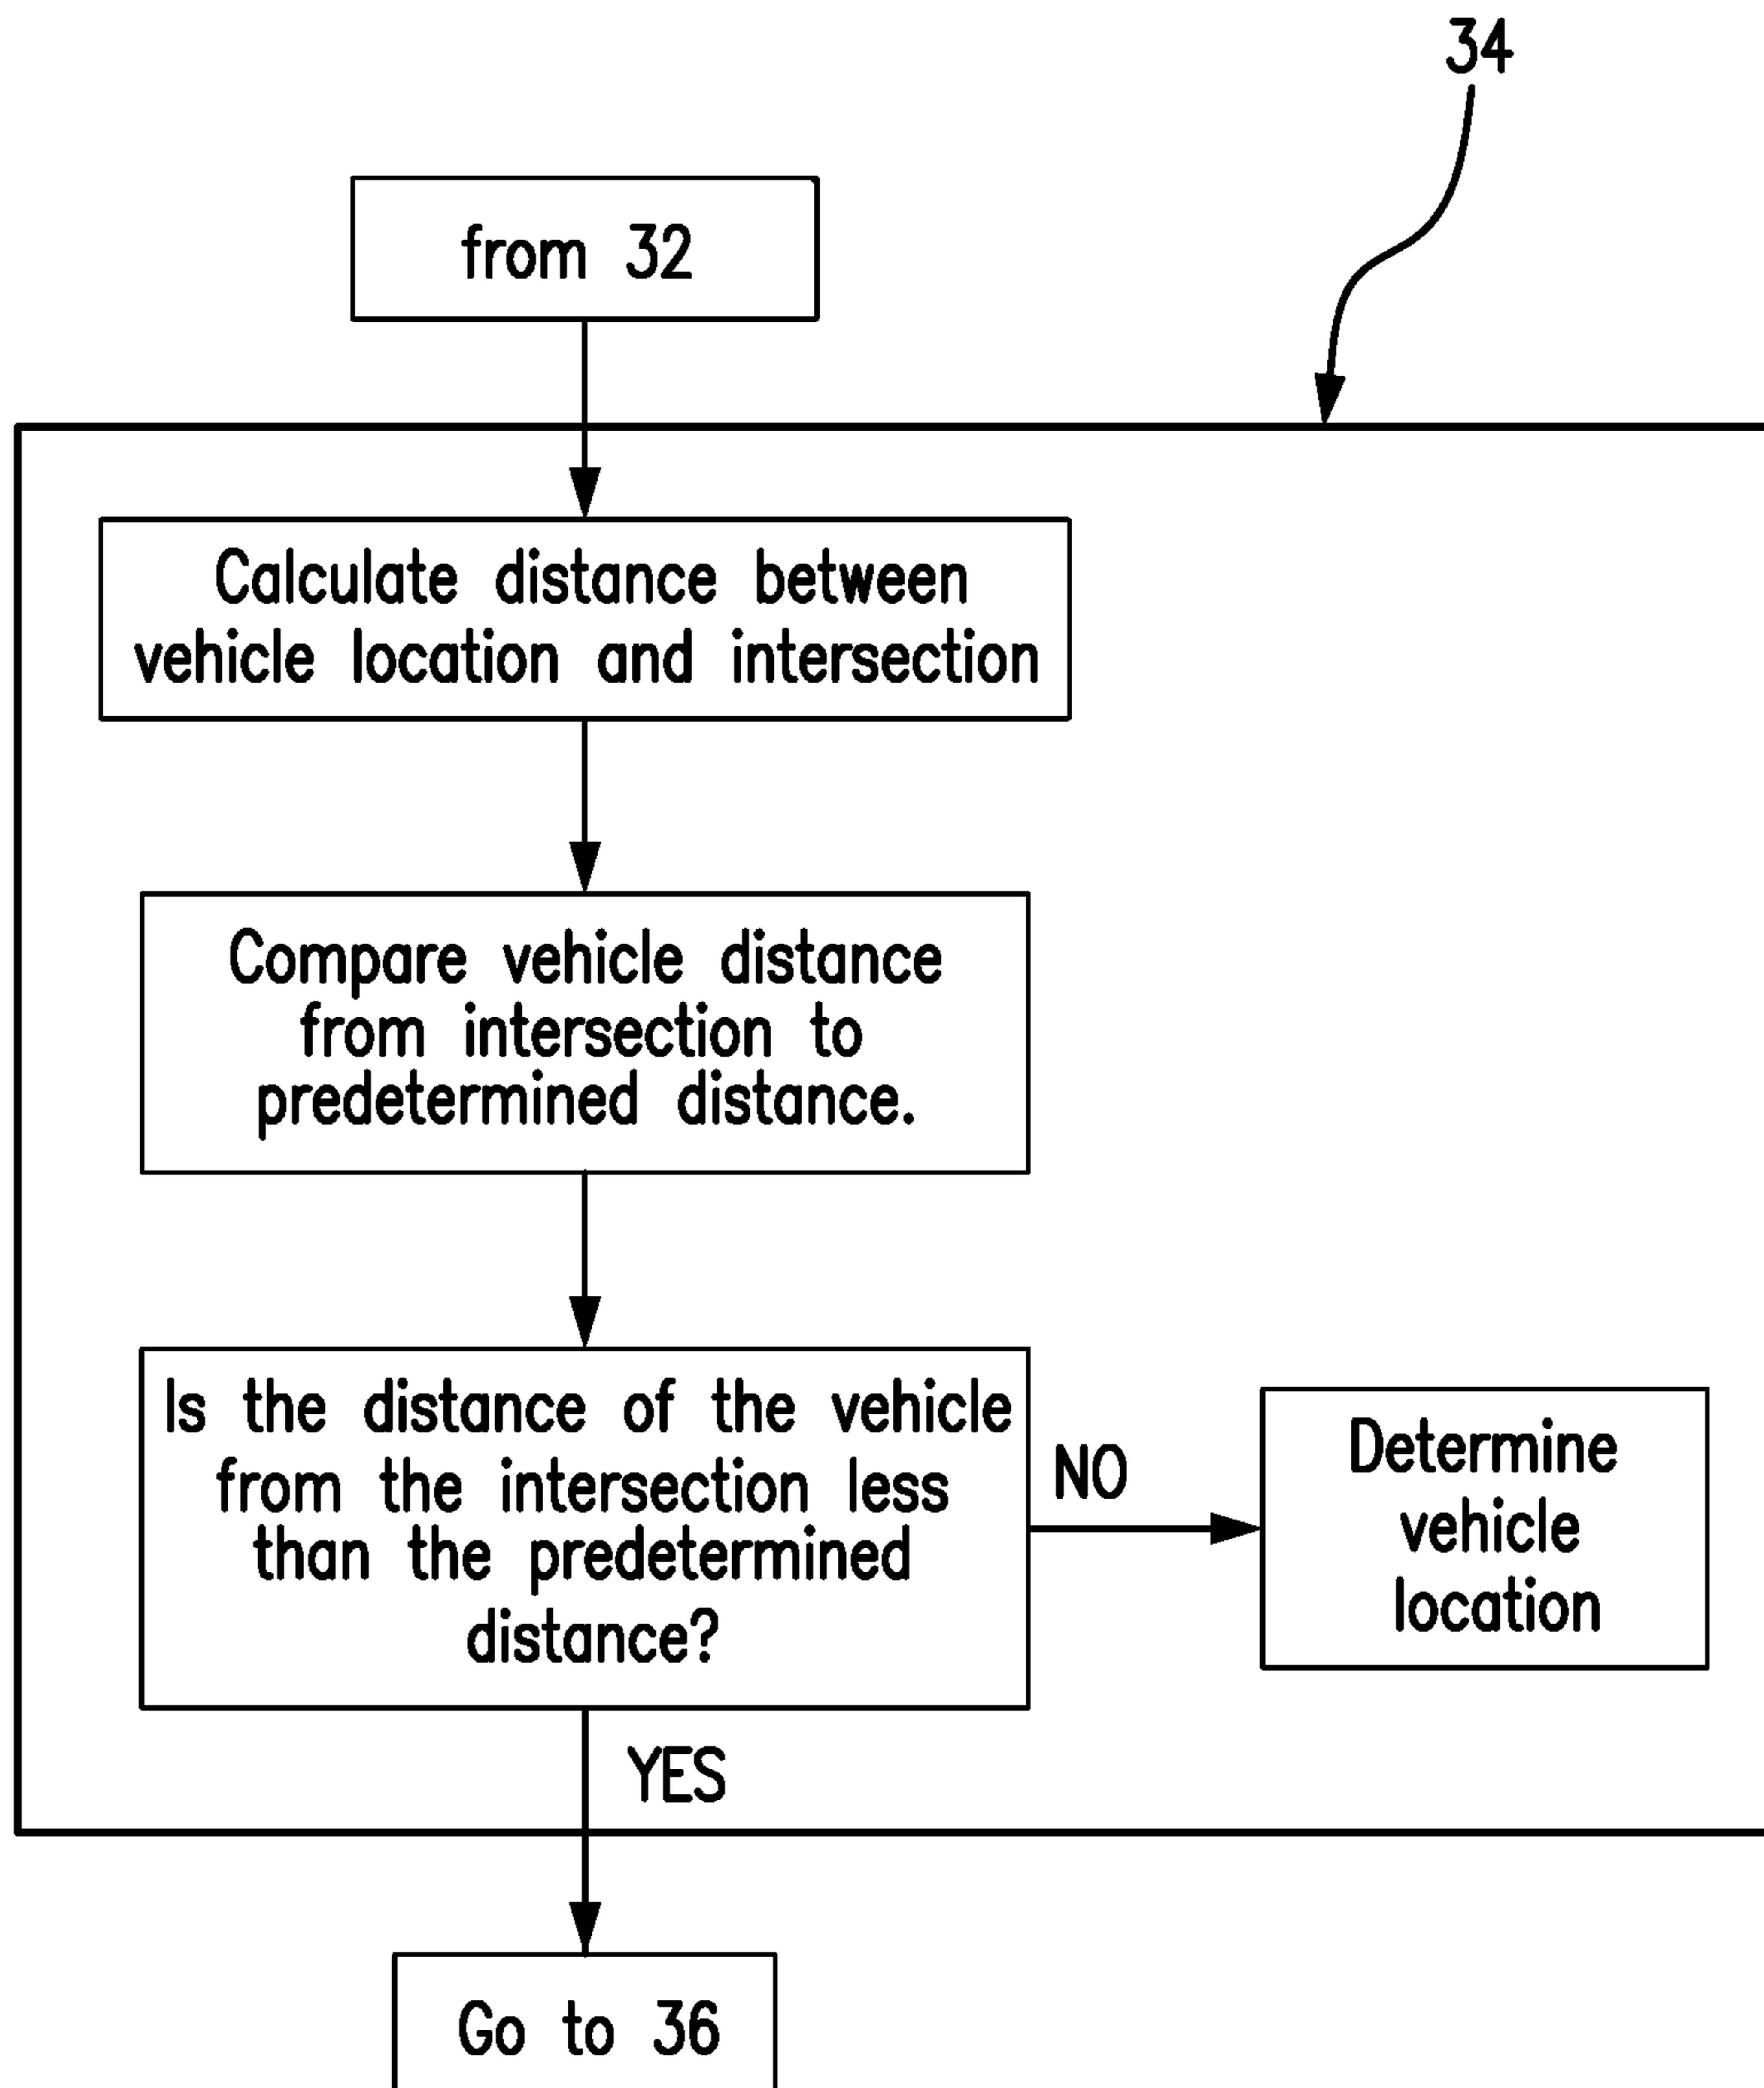 34
from 32
Calculate distance between
vehicle location and intersection
Compare vehicle distance
from intersection to
predetermined distance.
Is the distance of the vehicle
from the intersection less
than the predetermined
distance?
NO
Determine
vehicle
location
YES
Go to 36